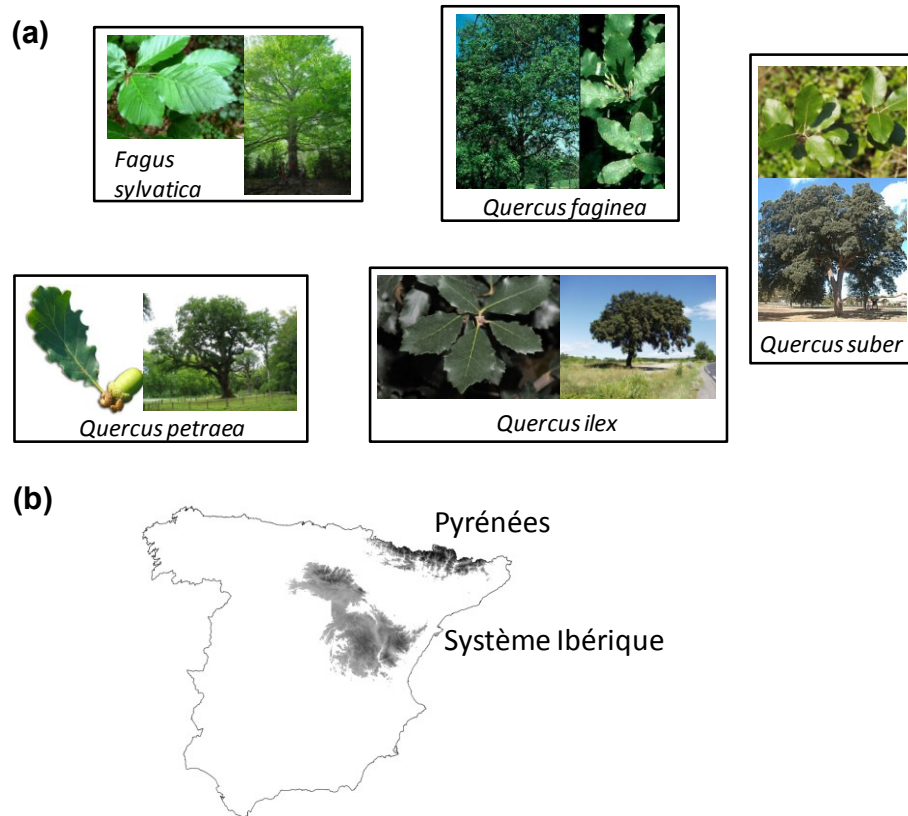 (a)
Fagus
sylvatica
Quercus faginea
Quercus suber
Quercus petraea
Quercus ilex
(b)
Pyrénées
Système Ibérique